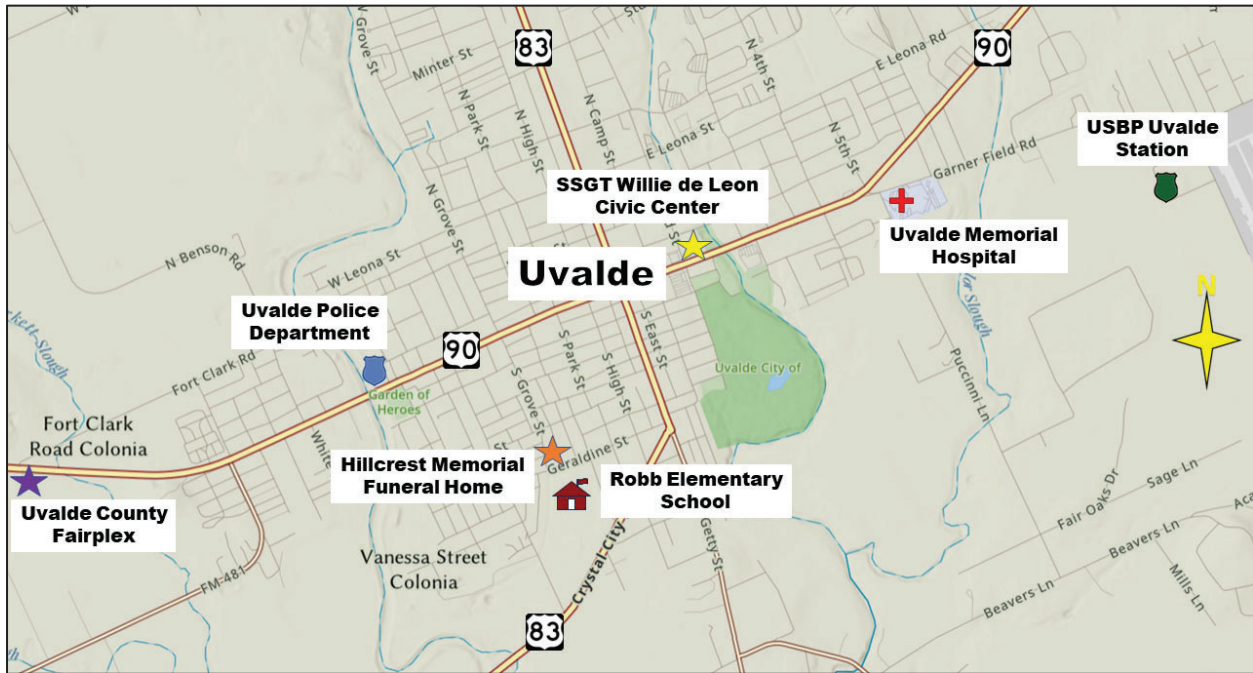 83
90
N Grove St
Minter St
N Park St
N High St
N Camp St
N 4th St
E Leona Rd
E Leona St
N 5th St
Garner Field Rd
USBP Uvalde
Station
SSGT Willie de Leon
Civic Center
Uvalde Memorial
Hospital
N Grove St
N Benson Rd
W Leona St
Uvalde
N
Uvalde Police
Department
90
Fort Clark Rd
Garden of
Heroes
S Grove St
S Park St
S High St
S East St
Uvalde City of
Puccinni Ln
Fort Clark
Road Colonia
Hillcrest Memorial
Funeral Home
Geraldine St
Robb Elementary
School
Uvalde County
Fairplex
Vanessa Street
Colonia
FM 481
Crystal City
Getty St
83
Fair Oaks Dr
Sage Ln
Beavers Ln
Beavers Ln
Mills Ln